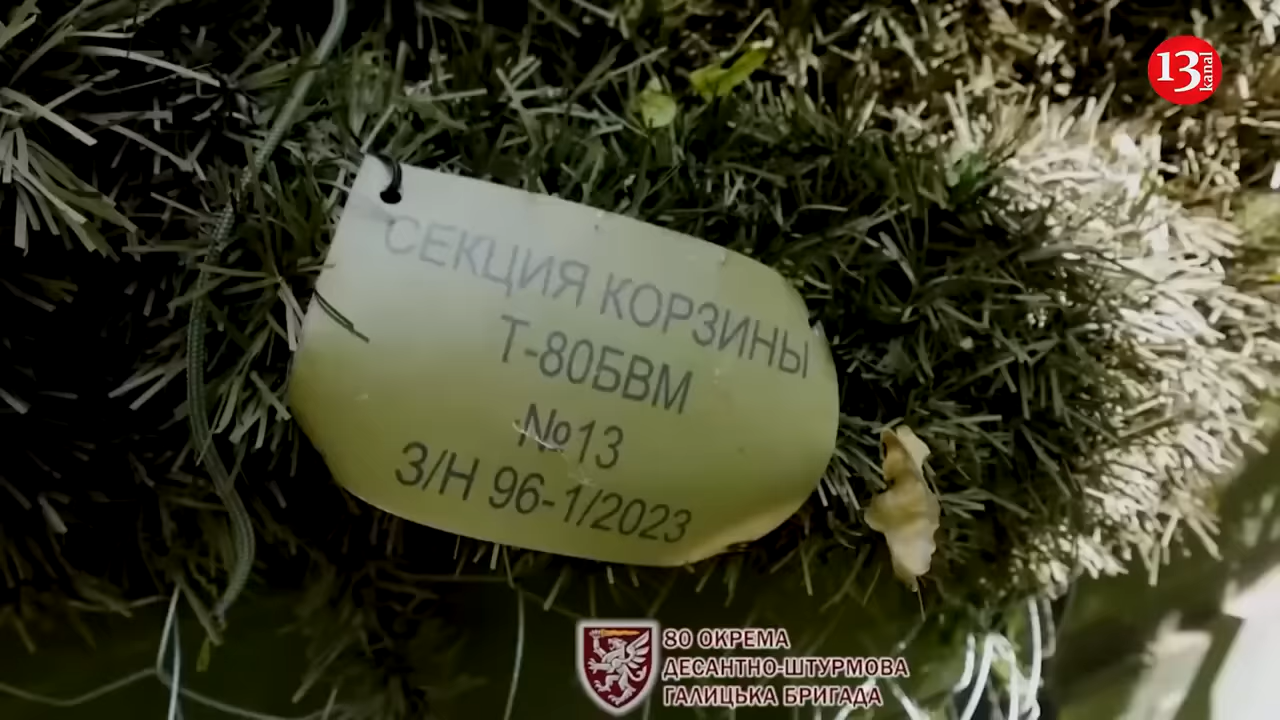 13 kanal
СЕКЦИЯ КОРЗИНЫ
Т-80БВМ
№13
З/Н 96-1/2023
80 ОКРЕМА
ДЕСАНТНО-ШТУРМОВА
ГАЛИЦЬКА БРИГАДА